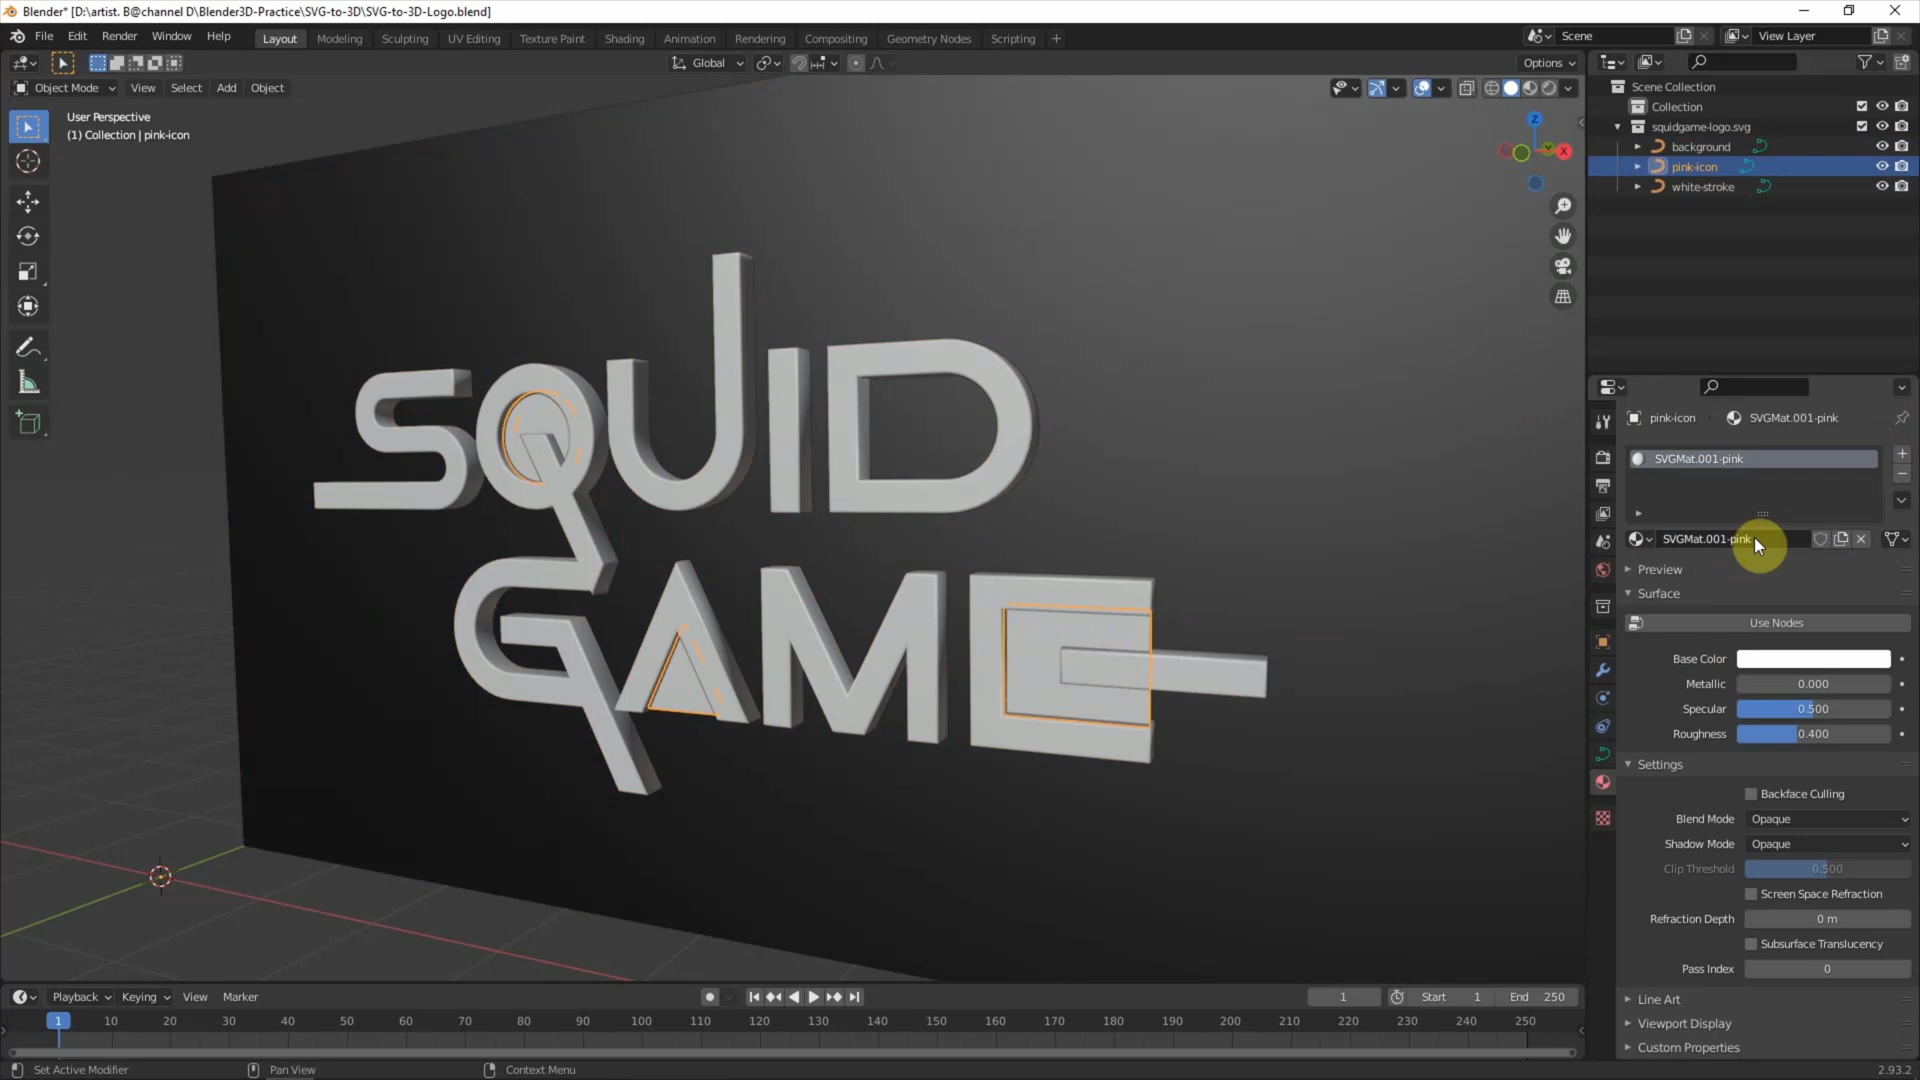 Blender* [D:\artist. B@channel D\Blender3D-Practice\SVG-to-3D\SVG-to-3D-Logo.blend]
File Edit Render Window Help Layout Modeling Sculpting UV Editing Texture Paint Shading Animation Rendering Compositing Geometry Nodes Scripting + Scene View Layer
Global Options
Object Mode View Select Add Object
User Perspective
(1) Collection | pink-icon
Z
Y
X
SQUID
GAME
Scene Collection
Collection
squidgame-logo.svg
background
pink-icon
white-stroke
pink-icon SVGMat.001-pink
SVGMat.001-pink
SVGMat.001-pink
Preview
Surface
Use Nodes
Base Color
Metallic 0.000
Specular 0.500
Roughness 0.400
Settings
Backface Culling
Blend Mode Opaque
Shadow Mode Opaque
Clip Threshold 0.500
Screen Space Refraction
Refraction Depth 0 m
Subsurface Translucency
Pass Index 0
Line Art
Viewport Display
Custom Properties
Playback Keying View Marker 1 Start 1 End 250
1 10 20 30 40 50 60 70 80 90 100 110 120 130 140 150 160 170 180 190 200 210 220 230 240 250
Set Active Modifier Pan View Context Menu 2.93.2